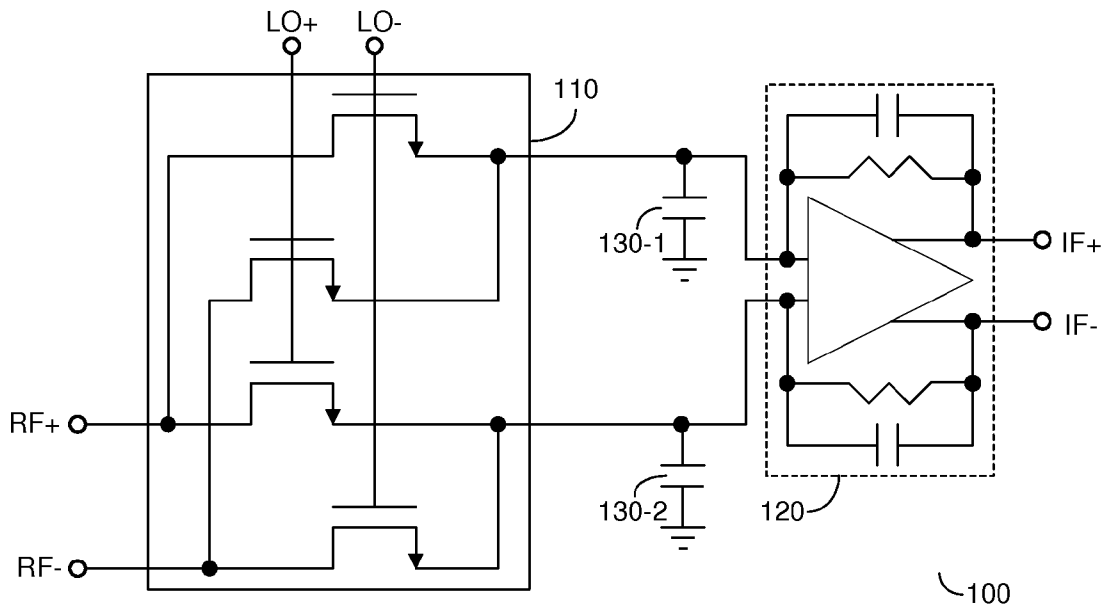 LO+ LO-
110
130-1
IF+
IF-
RF+
130-2
120
RF-
100